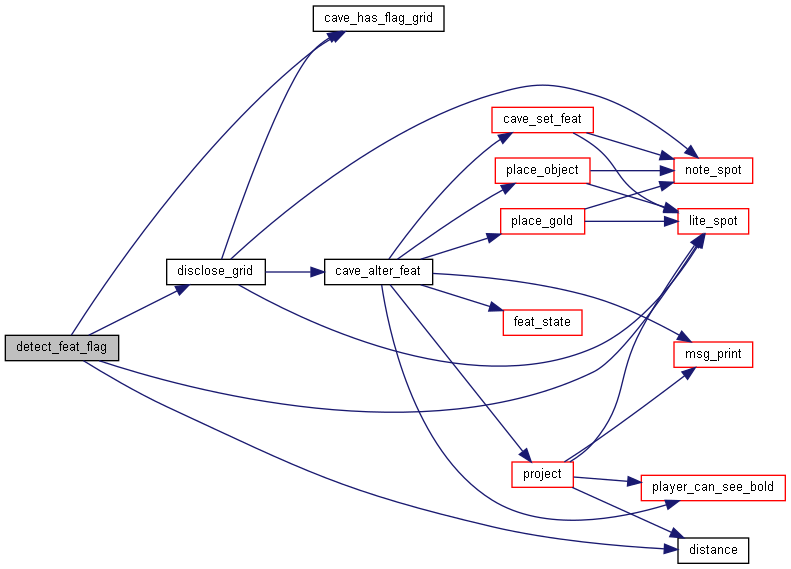 cave_has_flag_grid
cave_set_feat
place_object
note_spot
place_gold
lite_spot
disclose_grid
cave_alter_feat
feat_state
detect_feat_flag
msg_print
project
player_can_see_bold
distance